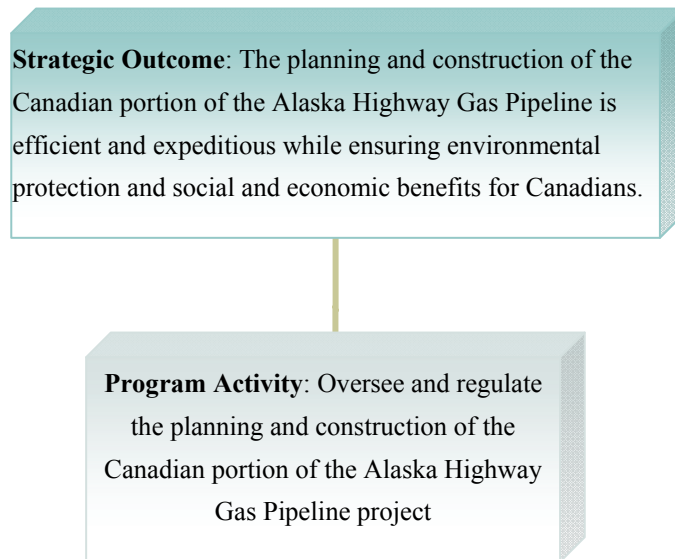 Strategic Outcome: The planning and construction of the
Canadian portion of the Alaska Highway Gas Pipeline is
efficient and expeditious while ensuring environmental
protection and social and economic benefits for Canadians.
Program Activity: Oversee and regulate
the planning and construction of the
Canadian portion of the Alaska Highway
Gas Pipeline project